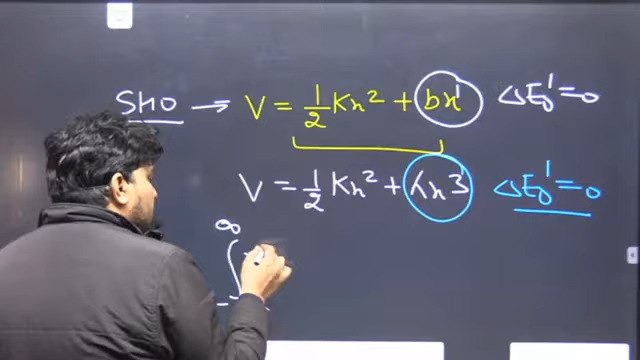 SHO → V = 1/2 Kx² + bx¹ ΔE₀¹ = 0
V = 1/2 Kx² + λx³ ΔE₀¹ = 0
∞
∫
-